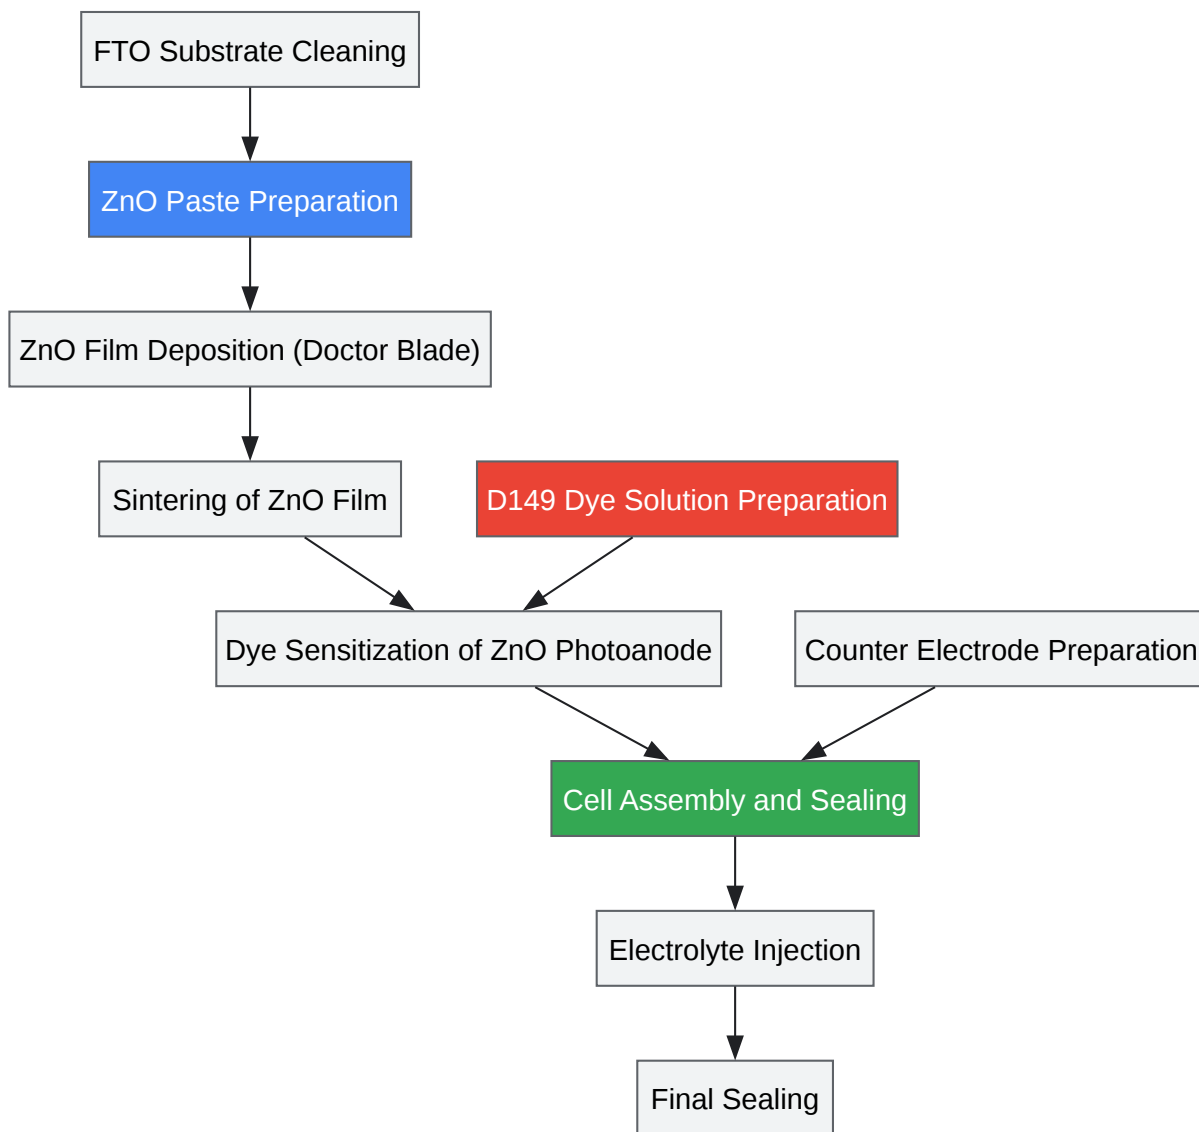 FTO Substrate Cleaning
ZnO Paste Preparation
ZnO Film Deposition (Doctor Blade)
Sintering of ZnO Film
D149 Dye Solution Preparation
Dye Sensitization of ZnO Photoanode
Counter Electrode Preparation
Cell Assembly and Sealing
Electrolyte Injection
Final Sealing